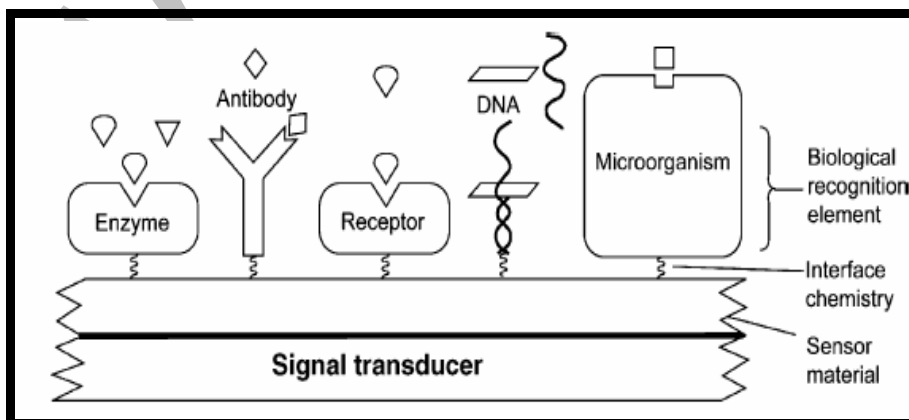 Antibody
DNA
Microorganism
Enzyme
Receptor
Biological
recognition
element
Interface
chemistry
Sensor
material
Signal transducer